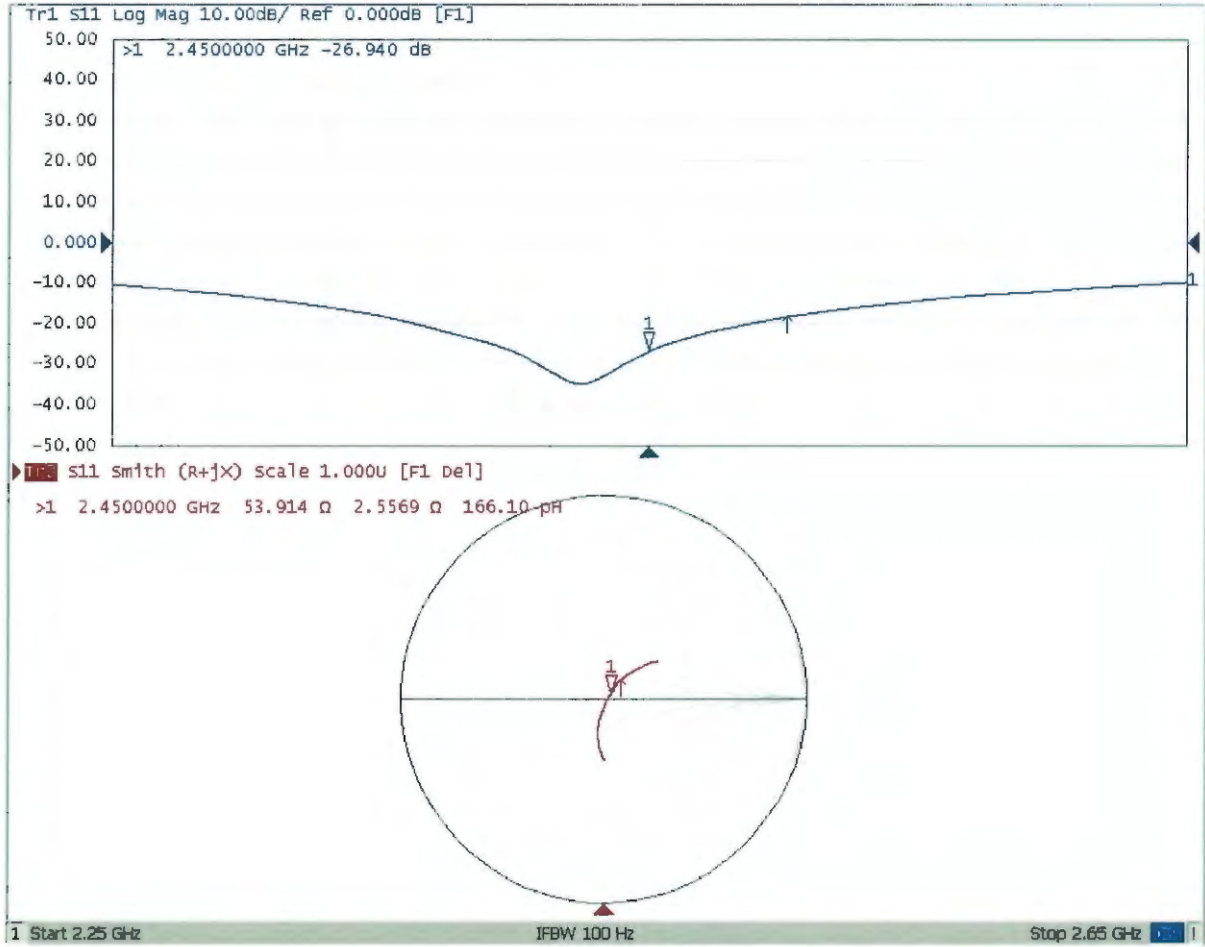 Tr1 S11 Log Mag 10.00dB/ Ref 0.000dB [F1]
50.00
>1 2.4500000 GHz -26.940 dB
40.00
30.00
20.00
10.00
0.000
-10.00
1
-20.00
1
-30.00
-40.00
-50.00
S11 Smith (R+jX) Scale 1.000U [F1 Del]
>1 2.4500000 GHz 53.914 Ω 2.5569 Ω 166.10 pH
1
1 Start 2.25 GHz IFBW 100 Hz Stop 2.65 GHz